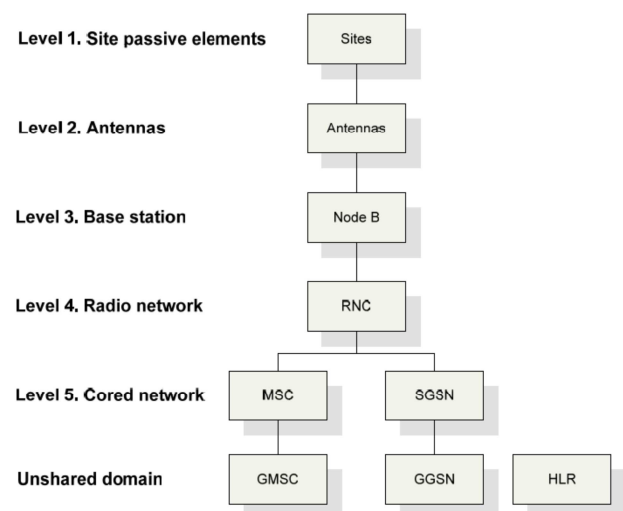 Level 1. Site passive elements
Sites
Level 2. Antennas
Antennas
Level 3. Base station
Node B
Level 4. Radio network
RNC
Level 5. Cored network
MSC
SGSN
Unshared domain
GMSC
GGSN
HLR